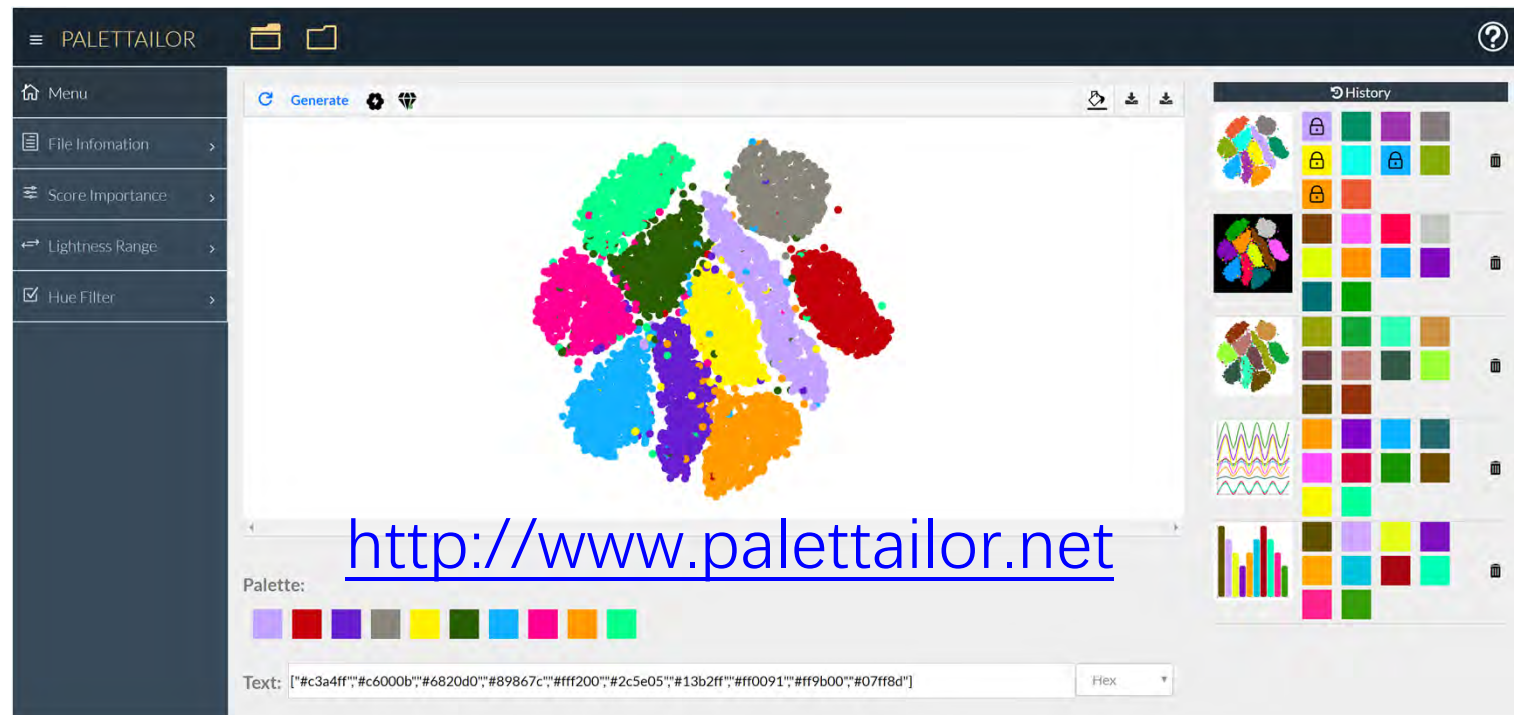 ≡ PALETTAILOR
Menu
File Infomation
Score Importance
Lightness Range
Hue Filter
Generate
History
http://www.palettailor.net
Palette:
Text: ["#c3a4ff","#c6000b","#6820d0","#89867c","#fff200","#2c5e05","#13b2ff","#ff0091","#ff9b00","#07ff8d"] Hex